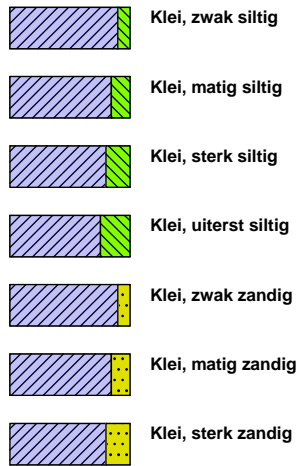 Klei, zwak siltig
Klei, matig siltig
Klei, sterk siltig
Klei, uiterst siltig
Klei, zwak zandig
Klei, matig zandig
Klei, sterk zandig